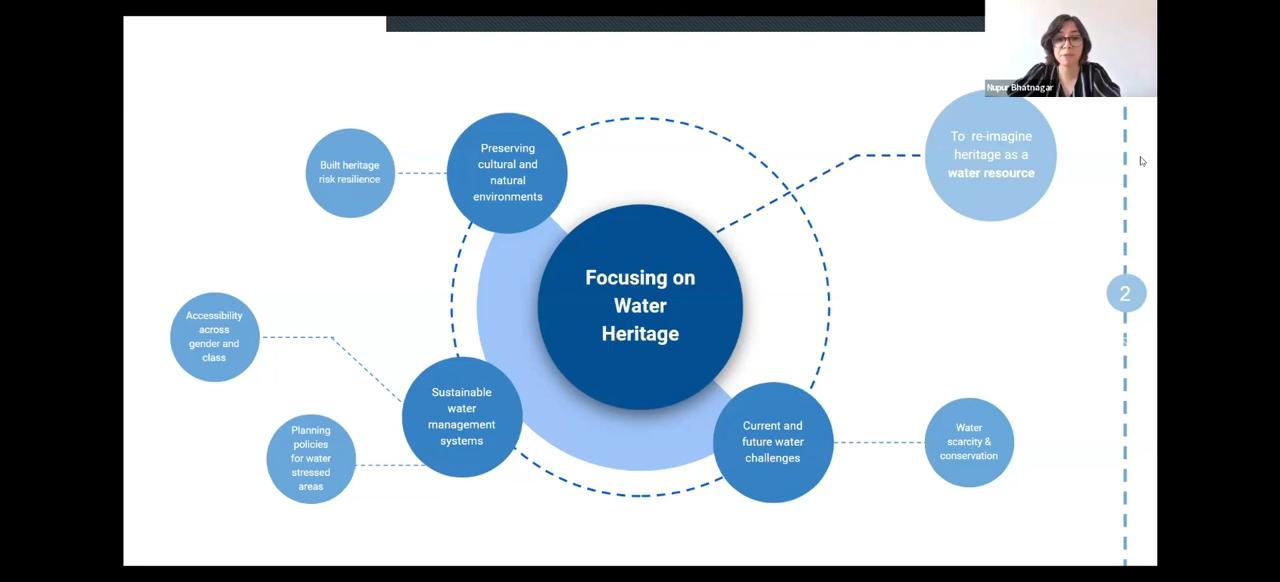 Nupur Bhatnagar
To re-imagine
heritage as a
water resource
Preserving
cultural and
natural
environments
Built heritage
risk resilience
Focusing on
Water
Heritage
2
Accessibility
across
gender and
class
Sustainable
water
management
systems
Planning
policies
for water
stressed
areas
Current and
future water
challenges
Water
scarcity &
conservation